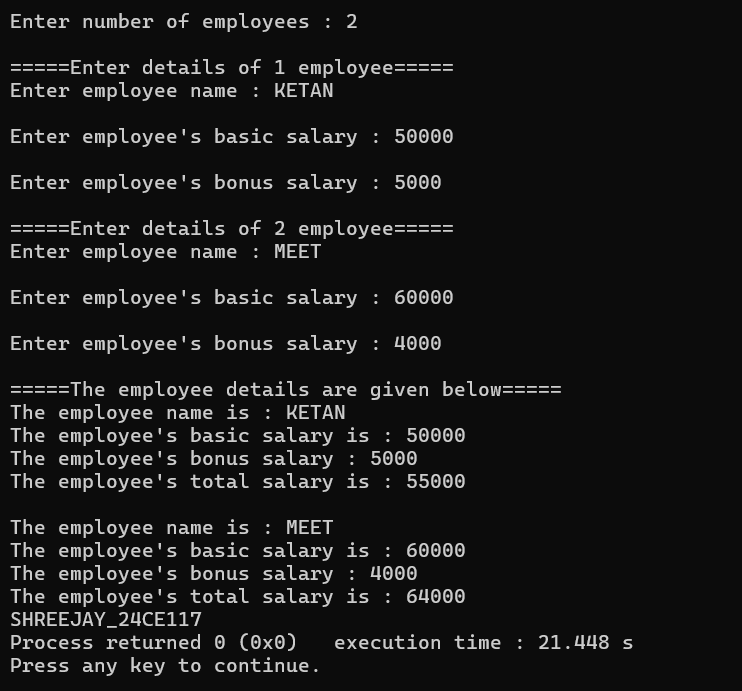 Enter number of employees : 2
=====Enter details of 1 employee=====
Enter employee name : KETAN
Enter employee's basic salary : 50000
Enter employee's bonus salary : 5000
=====Enter details of 2 employee=====
Enter employee name : MEET
Enter employee's basic salary : 60000
Enter employee's bonus salary : 4000
=====The employee details are given below=====
The employee name is : KETAN
The employee's basic salary is : 50000
The employee's bonus salary : 5000
The employee's total salary is : 55000
The employee name is : MEET
The employee's basic salary is : 60000
The employee's bonus salary : 4000
The employee's total salary is : 64000
SHREEJAY_24CE117
Process returned 0 (0x0)   execution time : 21.448 s
Press any key to continue.